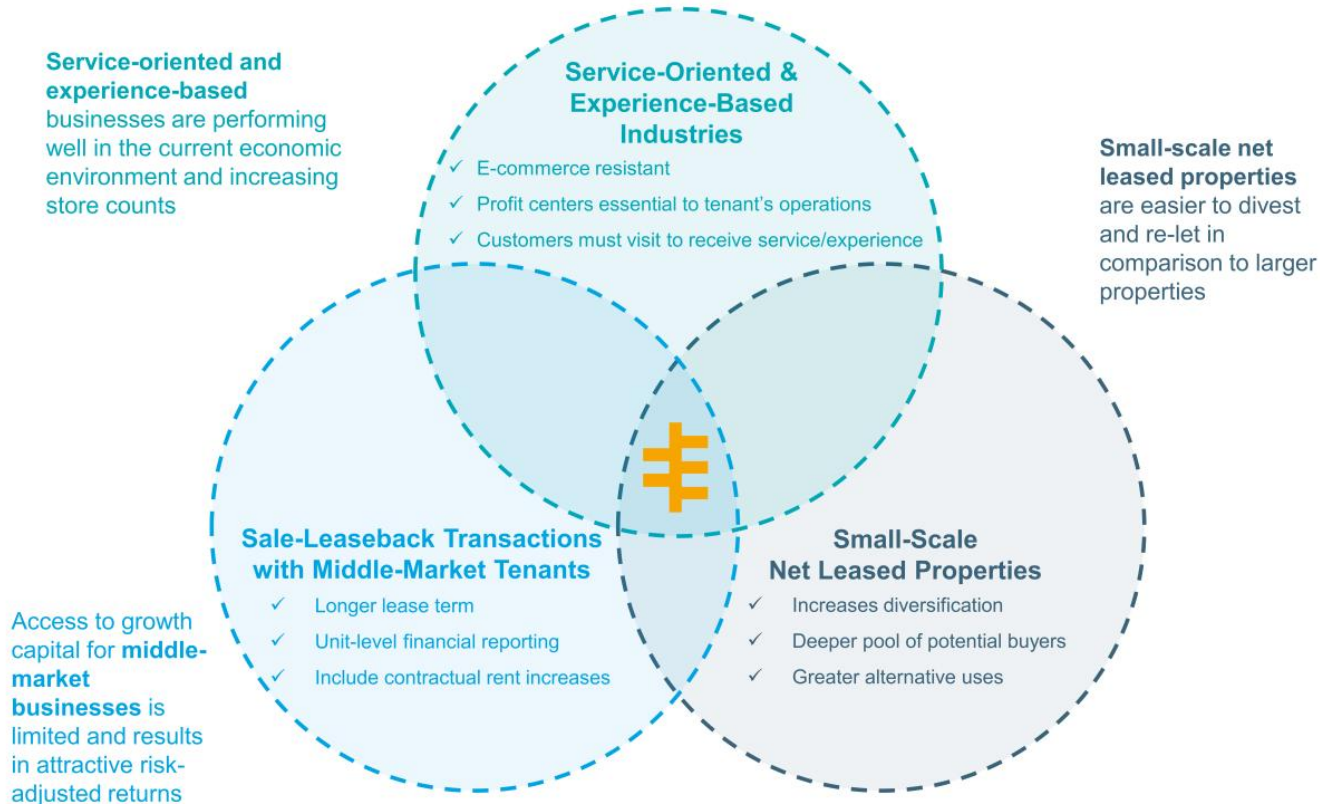 Service-oriented and
experience-based
businesses are performing
well in the current economic
environment and increasing
store counts
Service-Oriented &
Experience-Based
Industries
✓ E-commerce resistant
✓ Profit centers essential to tenant's operations
✓ Customers must visit to receive service/experience
Small-scale net
leased properties
are easier to divest
and re-let in
comparison to larger
properties
Sale-Leaseback Transactions
with Middle-Market Tenants
✓ Longer lease term
✓ Unit-level financial reporting
✓ Include contractual rent increases
Small-Scale
Net Leased Properties
✓ Increases diversification
✓ Deeper pool of potential buyers
✓ Greater alternative uses
Access to growth
capital for middle-
market
businesses is
limited and results
in attractive risk-
adjusted returns